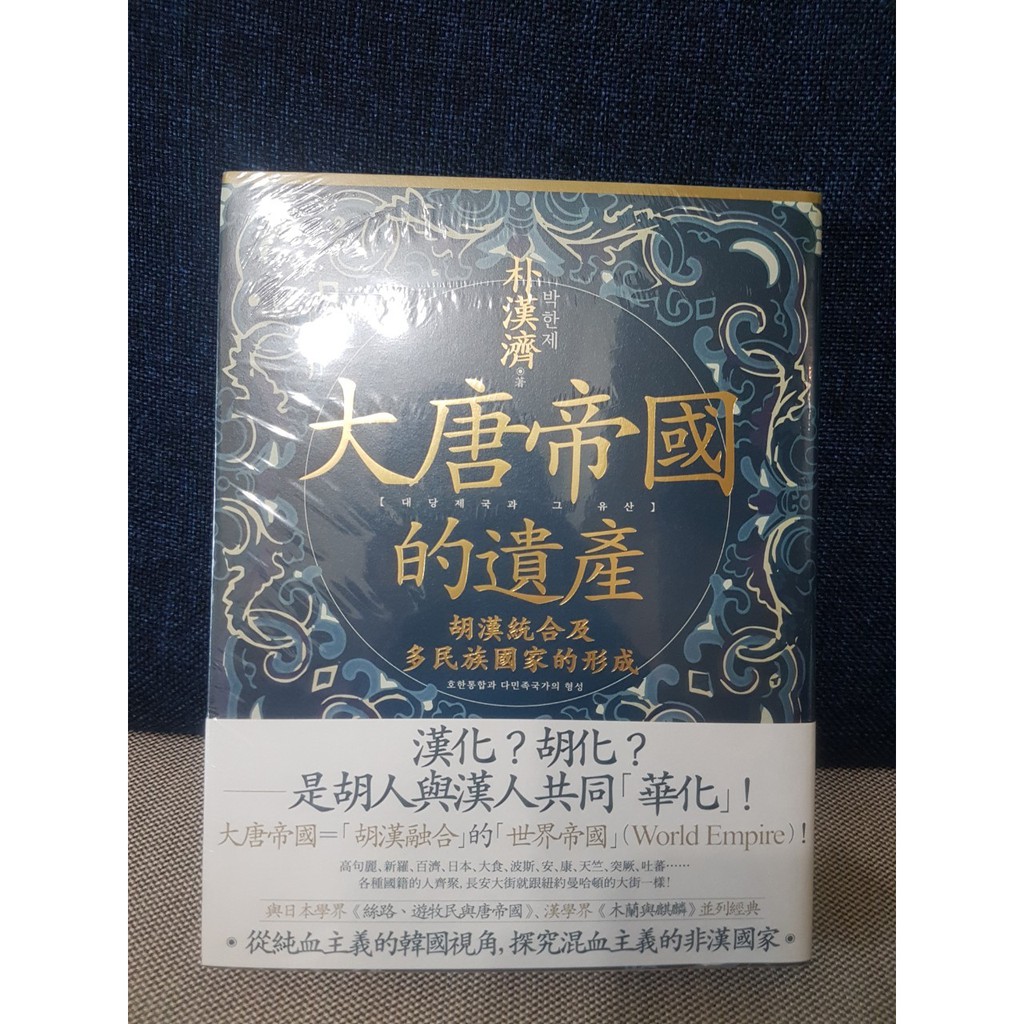 朴漢濟◉著
박한제
大唐帝國
[대당제국과 그 유산]
的遺產
胡漢統合及
多民族國家的形成
호한통합과 다민족국가의 형성
漢化？胡化？
——是胡人與漢人共同「華化」！
大唐帝國=「胡漢融合」的「世界帝國」（World Empire）！
高句麗、新羅、百濟、日本、大食、波斯、安、康、天竺、突厥、吐蕃……
各種國籍的人齊聚，長安大街就跟紐約曼哈頓的大街一樣！
與日本學界《絲路、遊牧民與唐帝國》、漢學界《木蘭與麒麟》並列經典
◉從純血主義的韓國視角，探究混血主義的非漢國家◉